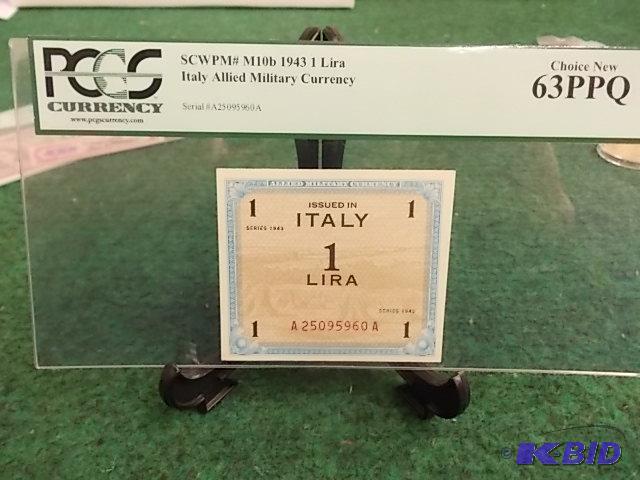 PCGS
CURRENCY
www.pcgscurrency.com
SCWPM# M10b 1943 1 Lira
Italy Allied Military Currency
Serial #A25095960A
Choice New
63PPQ
ALLIED MILITARY CURRENCY
1 ISSUED IN 1
ITALY
SERIES 1943
1
LIRA
SERIES 1943
1 A25095960A 1
© K-BID